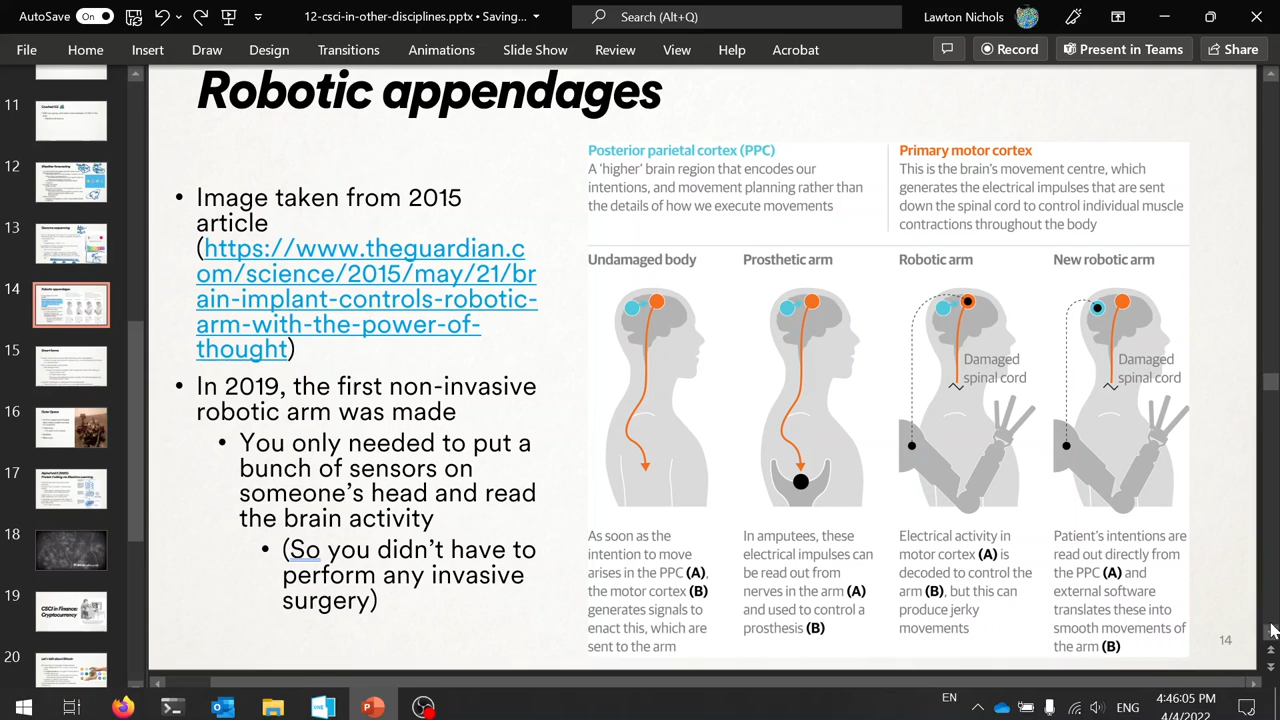 AutoSave On 12-csci-in-other-disciplines.pptx • Saving... Search (Alt+Q) Lawton Nichols
File Home Insert Draw Design Transitions Animations Slide Show Review View Help Acrobat Record Present in Teams Share
11
12
13
14
15
16
17
18
19
20
Outer Space
CSCI in Finance:
Cryptocurrency
Robotic appendages
• Image taken from 2015
article
(https://www.theguardian.c
om/science/2015/may/21/br
ain-implant-controls-robotic-
arm-with-the-power-of-
thought)
• In 2019, the first non-invasive
robotic arm was made
• You only needed to put a
bunch of sensors on
someone’s head and read
the brain activity
• (So you didn’t have to
perform any invasive
surgery)
Posterior parietal cortex (PPC)
A ‘higher’ brain region that encodes our
intentions, and movement planning rather than
the details of how we execute movements
Primary motor cortex
This is the brain’s movement centre, which
generates the electrical impulses that are sent
down the spinal cord to control individual muscle
contractions throughout the body
Undamaged body
As soon as the
intention to move
arises in the PPC (A),
the motor cortex (B)
generates signals to
enact this, which are
sent to the arm
Prosthetic arm
In amputees, these
electrical impulses can
be read out from
nerves in the arm (A)
and used to control a
prosthesis (B)
Robotic arm
Damaged
spinal cord
Electrical activity in
motor cortex (A) is
decoded to control the
arm (B), but this can
produce jerky
movements
New robotic arm
Damaged
spinal cord
Patient’s intentions are
read out directly from
the PPC (A) and
external software
translates these into
smooth movements of
the arm (B)
14
EN
ENG
4:46:05 PM
4/4/2022